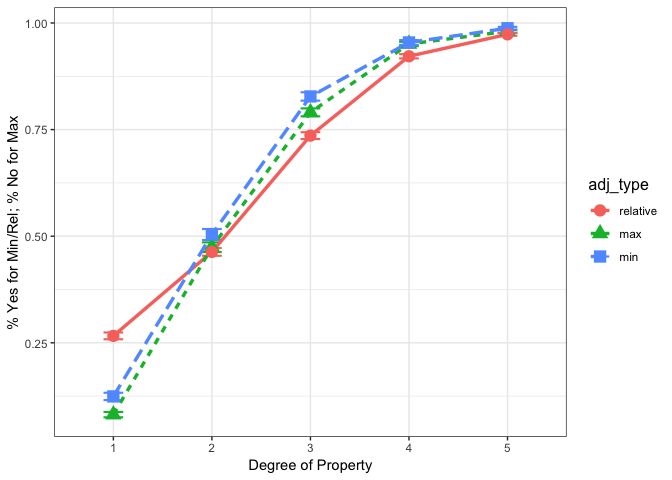 % Yes for Min/Rel; % No for Max
1.00
0.75
0.50
0.25
1 2 3 4 5
Degree of Property
adj_type
relative
max
min